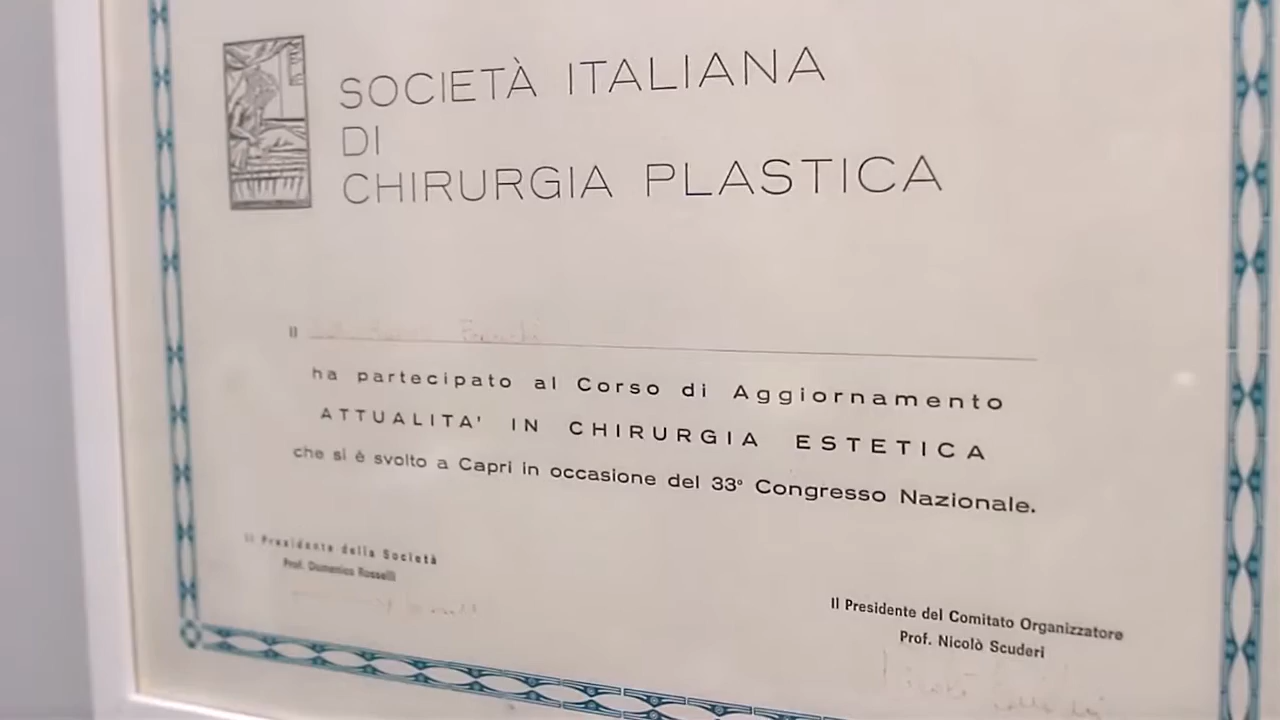 SOCIETÀ ITALIANA
DI
CHIRURGIA PLASTICA
Il
ha partecipato al Corso di Aggiornamento
ATTUALITA' IN CHIRURGIA ESTETICA
che si è svolto a Capri in occasione del 33° Congresso Nazionale.
Il Presidente della Società
Prof. Domenico Rosselli
Il Presidente del Comitato Organizzatore
Prof. Nicolò Scuderi